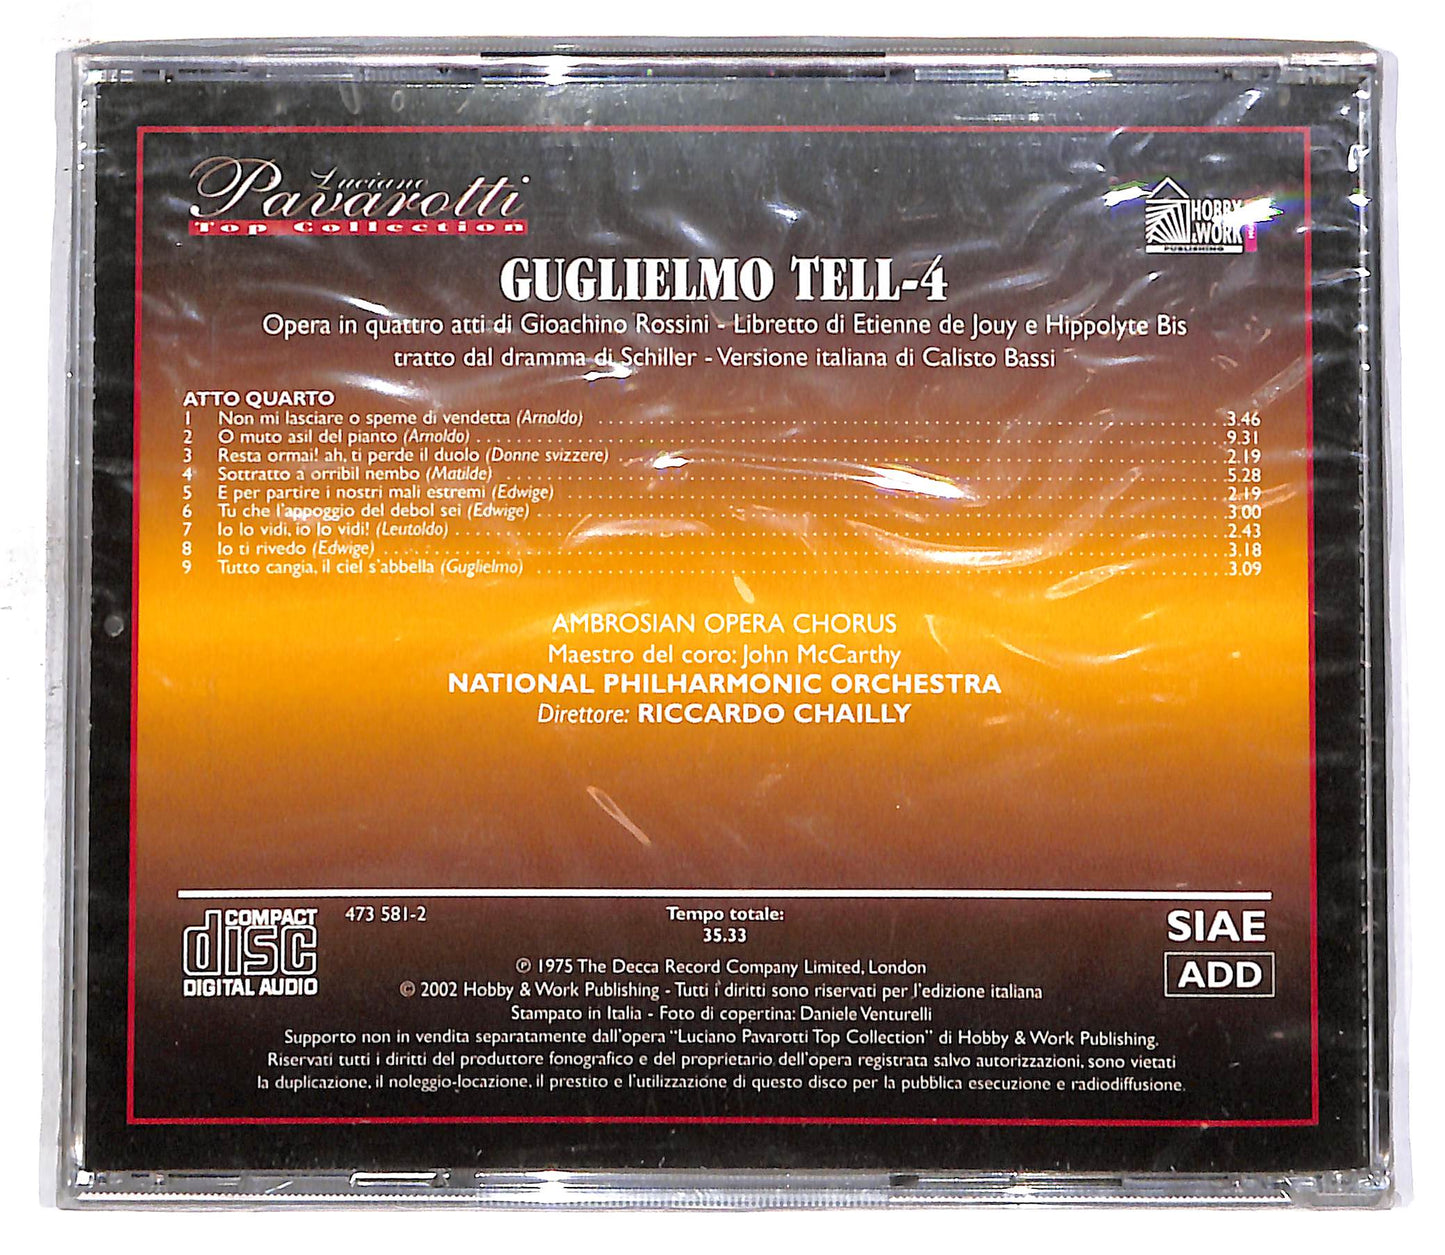 Luciano
Pavarotti
Top Collection
HOBBY
&WORK
PUBLISHING
GUGLIELMO TELL-4
Opera in quattro atti di Gioachino Rossini - Libretto di Etienne de Jouy e Hippolyte Bis
tratto dal dramma di Schiller - Versione italiana di Calisto Bassi
ATTO QUARTO
1 Non mi lasciare o speme di vendetta (Arnoldo) 3.46
2 O muto asil del pianto (Arnoldo) 9.31
3 Resta ormai! ah, ti perde il duolo (Donne svizzere) 2.19
4 Sottratto a orribil nembo (Matilde) 5.28
5 E per partire i nostri mali estremi (Edwige) 2.19
6 Tu che l'appoggio del debol sei (Edwige) 3.00
7 Io lo vidi, io lo vidi! (Leutoldo) 2.43
8 Io ti rivedo (Edwige) 3.18
9 Tutto cangia, il ciel s'abbella (Guglielmo) 3.09
AMBROSIAN OPERA CHORUS
Maestro del coro: John McCarthy
NATIONAL PHILHARMONIC ORCHESTRA
Direttore: RICCARDO CHAILLY
COMPACT
disc
DIGITAL AUDIO
473 581-2
Tempo totale:
35.33
SIAE
ADD
℗ 1975 The Decca Record Company Limited, London
© 2002 Hobby & Work Publishing - Tutti i diritti sono riservati per l'edizione italiana
Stampato in Italia - Foto di copertina: Daniele Venturelli
Supporto non in vendita separatamente dall'opera "Luciano Pavarotti Top Collection" di Hobby & Work Publishing.
Riservati tutti i diritti del produttore fonografico e del proprietario dell'opera registrata salvo autorizzazioni, sono vietati
la duplicazione, il noleggio-locazione, il prestito e l'utilizzazione di questo disco per la pubblica esecuzione e radiodiffusione.